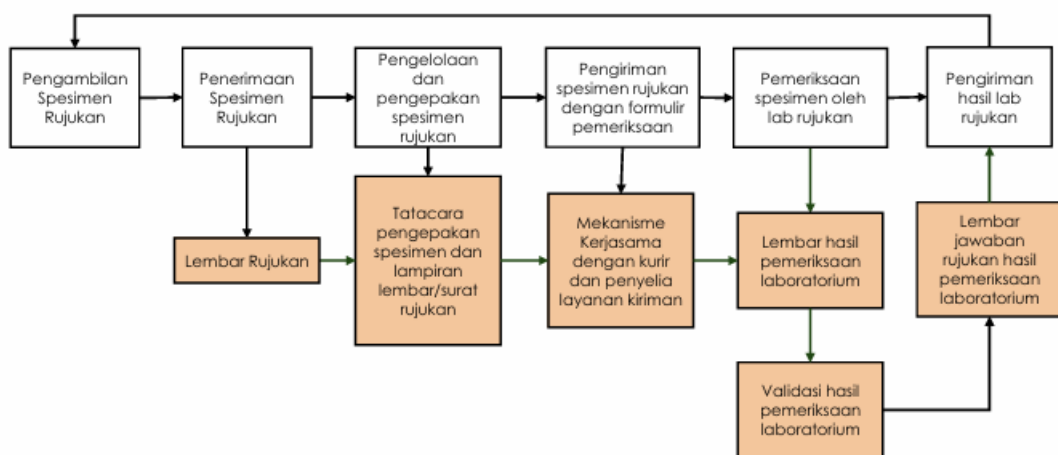 Pengambilan
Spesimen
Rujukan
Penerimaan
Spesimen
Rujukan
Pengelolaan
dan
pengepakan
spesimen
rujukan
Pengiriman
spesimen rujukan
dengan formulir
pemeriksaan
Pemeriksaan
spesimen oleh
lab rujukan
Pengiriman
hasil lab
rujukan
Lembar Rujukan
Tatacara
pengepakan
spesimen dan
lampiran
lembar/surat
rujukan
Mekanisme
Kerjasama
dengan kurir
dan penyelia
layanan kiriman
Lembar hasil
pemeriksaan
laboratorium
Lembar
jawaban
rujukan hasil
pemeriksaan
laboratorium
Validasi hasil
pemeriksaan
laboratorium